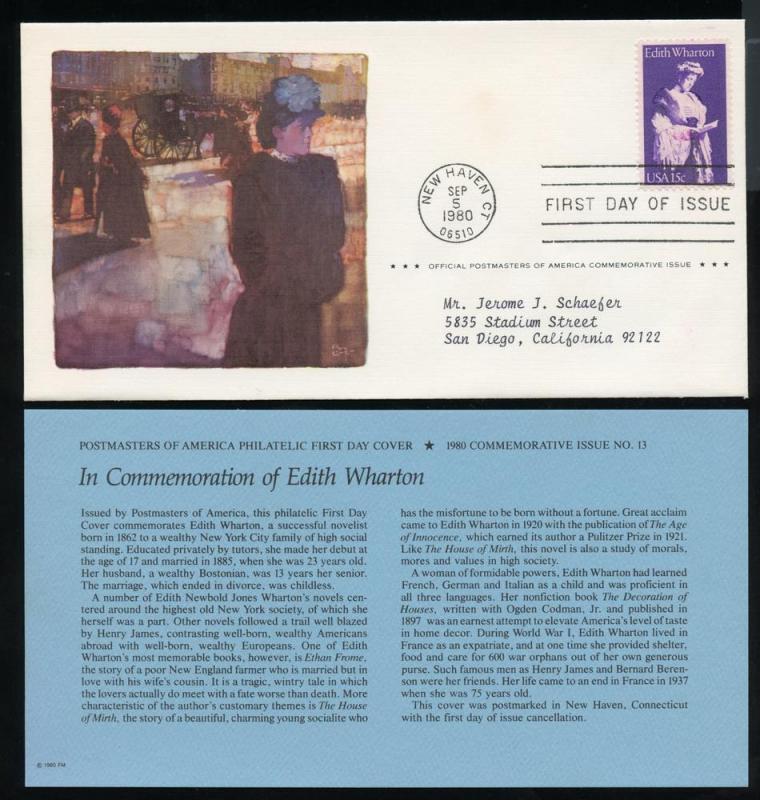 Edith Wharton
USA 15c
NEW HAVEN CT
SEP
5
1980
06510
FIRST DAY OF ISSUE
★ ★ ★ OFFICIAL POSTMASTERS OF AMERICA COMMEMORATIVE ISSUE ★ ★ ★
Mr. Jerome J. Schaefer
5835 Stadium Street
San Diego, California 92122
POSTMASTERS OF AMERICA PHILATELIC FIRST DAY COVER ★ 1980 COMMEMORATIVE ISSUE NO. 13
In Commemoration of Edith Wharton
Issued by Postmasters of America, this philatelic First Day
Cover commemorates Edith Wharton, a successful novelist
born in 1862 to a wealthy New York City family of high social
standing. Educated privately by tutors, she made her debut at
the age of 17 and married in 1885, when she was 23 years old.
Her husband, a wealthy Bostonian, was 13 years her senior.
The marriage, which ended in divorce, was childless.
A number of Edith Newbold Jones Wharton's novels cen-
tered around the highest old New York society, of which she
herself was a part. Other novels followed a trail well blazed
by Henry James, contrasting well-born, wealthy Americans
abroad with well-born, wealthy Europeans. One of Edith
Wharton's most memorable books, however, is Ethan Frome,
the story of a poor New England farmer who is married but in
love with his wife's cousin. It is a tragic, wintry tale in which
the lovers actually do meet with a fate worse than death. More
characteristic of the author's customary themes is The House
of Mirth, the story of a beautiful, charming young socialite who
has the misfortune to be born without a fortune. Great acclaim
came to Edith Wharton in 1920 with the publication of The Age
of Innocence, which earned its author a Pulitzer Prize in 1921.
Like The House of Mirth, this novel is also a study of morals,
mores and values in high society.
A woman of formidable powers, Edith Wharton had learned
French, German and Italian as a child and was proficient in
all three languages. Her nonfiction book The Decoration of
Houses, written with Ogden Codman, Jr. and published in
1897 was an earnest attempt to elevate America's level of taste
in home decor. During World War I, Edith Wharton lived in
France as an expatriate, and at one time she provided shelter,
food and care for 600 war orphans out of her own generous
purse. Such famous men as Henry James and Bernard Beren-
son were her friends. Her life came to an end in France in 1937
when she was 75 years old.
This cover was postmarked in New Haven, Connecticut
with the first day of issue cancellation.
© 1980 FM